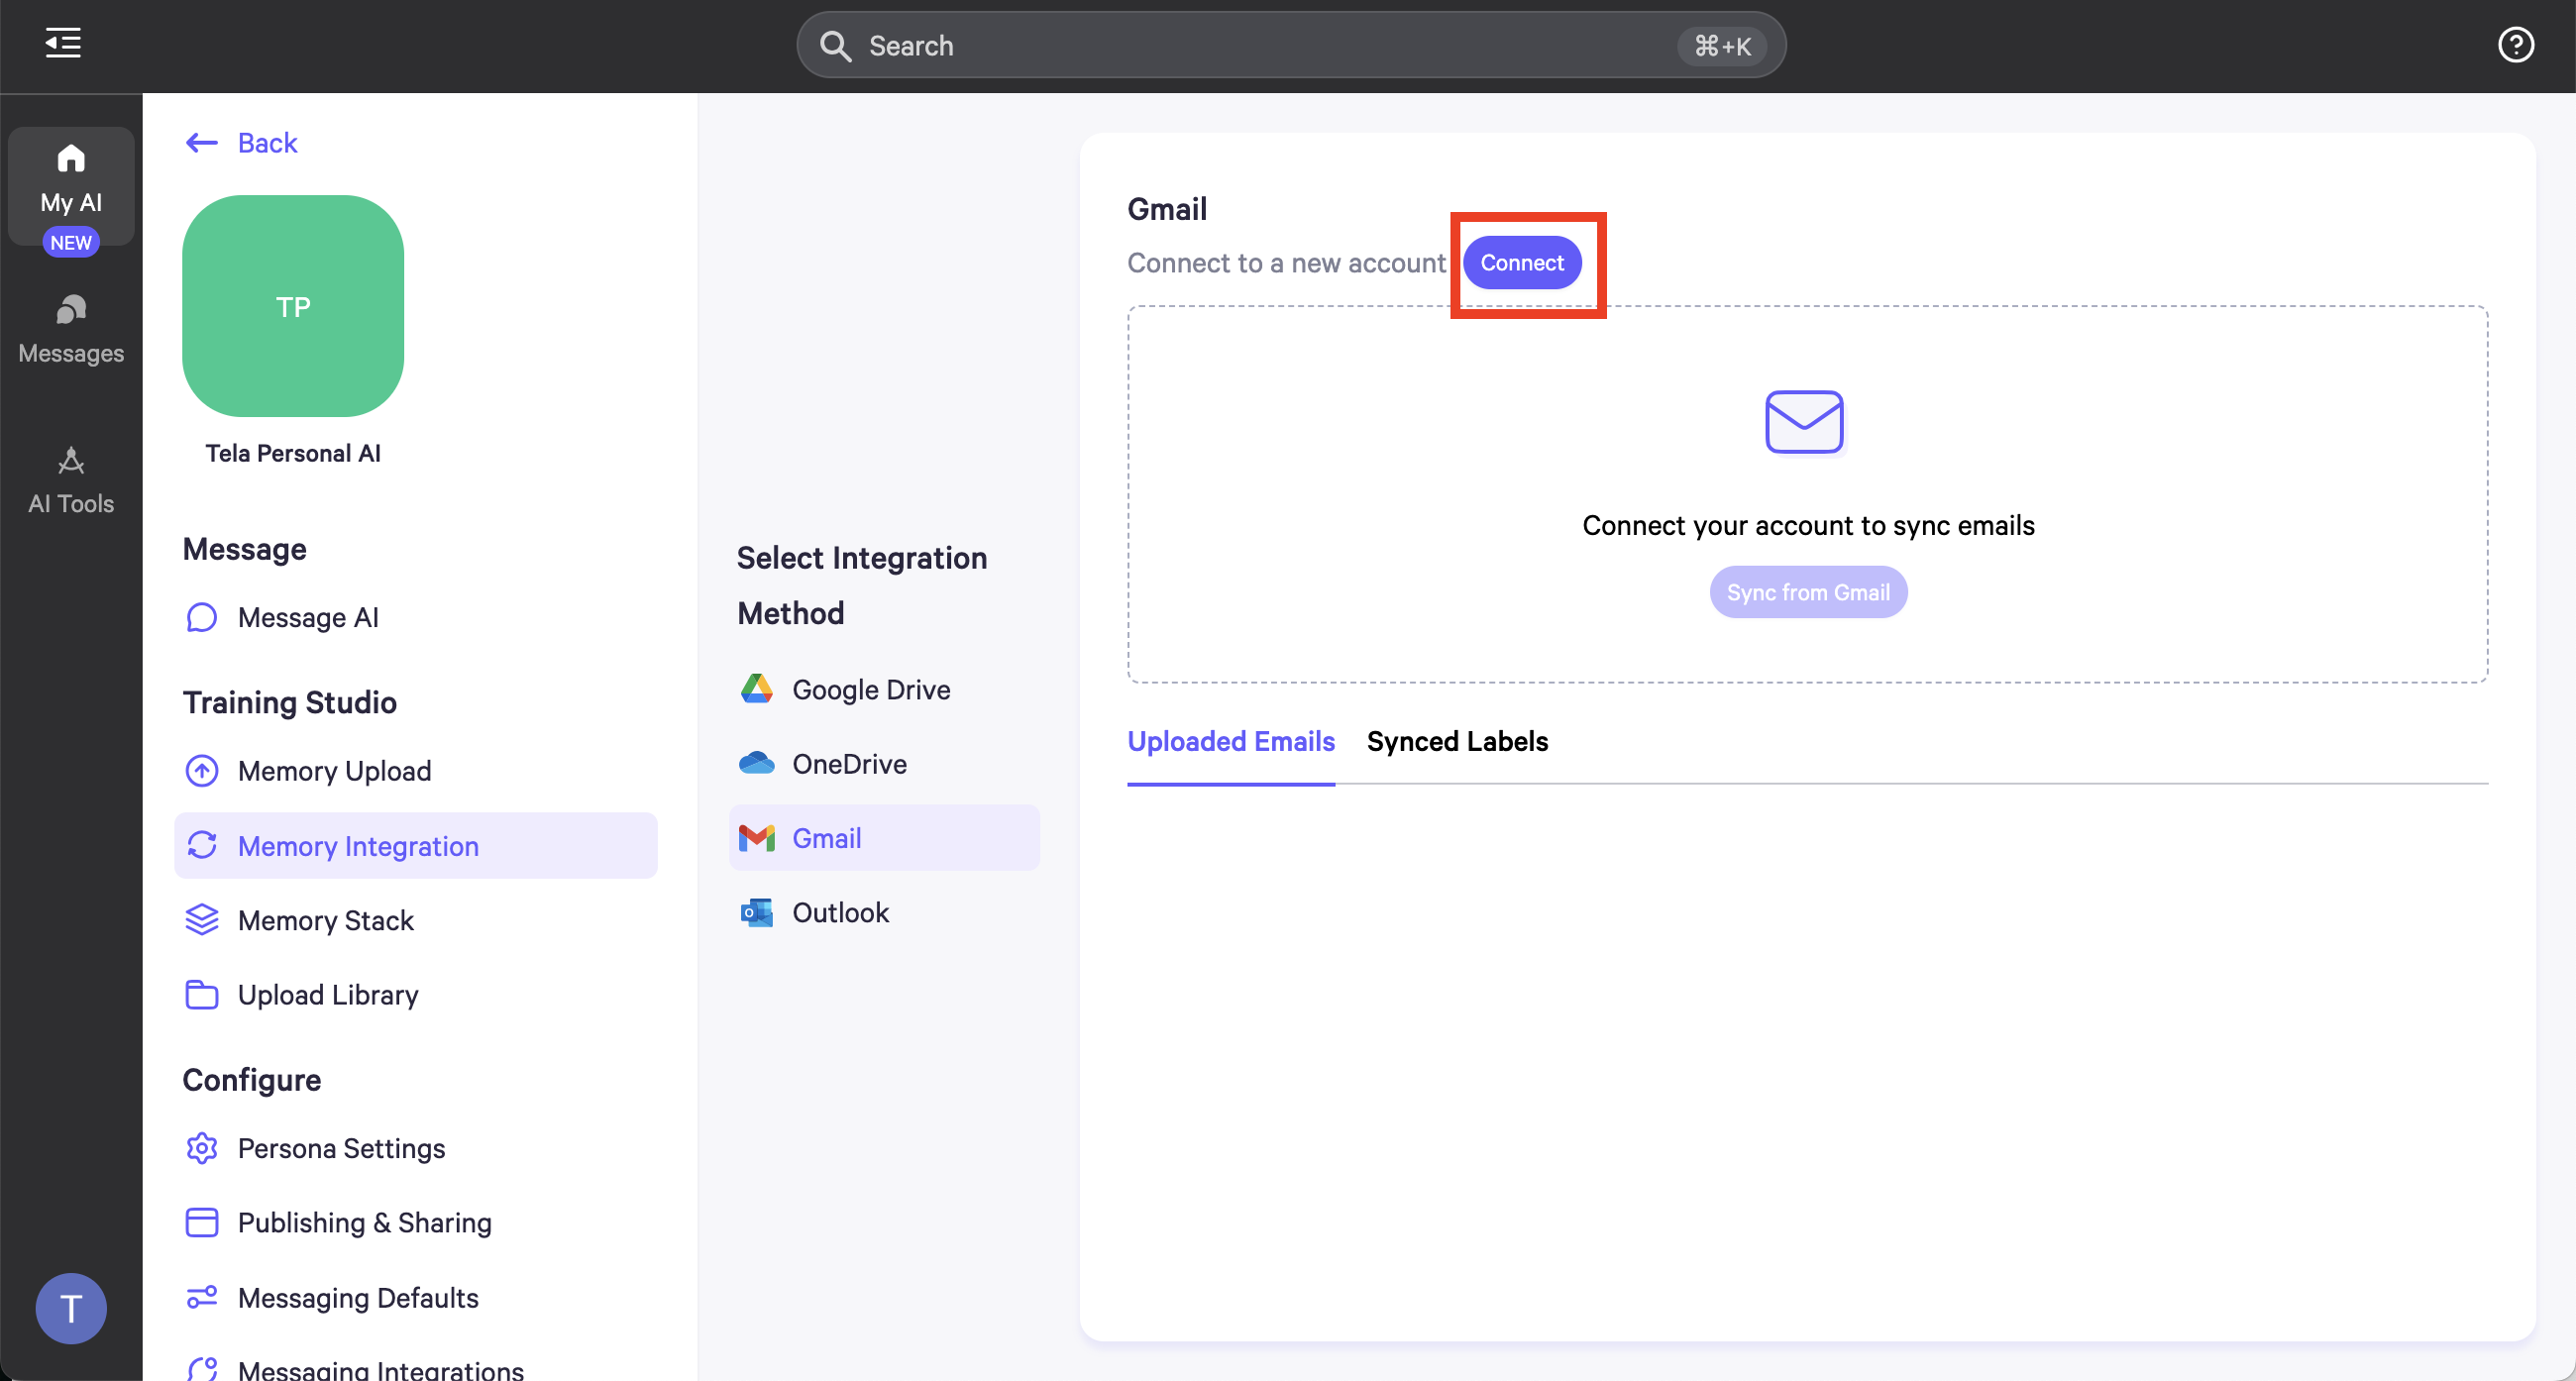 Search
⌘+K
My AI
NEW
Messages
AI Tools
T
Back
TP
Tela Personal AI
Message
Message AI
Training Studio
Memory Upload
Memory Integration
Memory Stack
Upload Library
Configure
Persona Settings
Publishing & Sharing
Messaging Defaults
Messaging Integrations
Select Integration
Method
Google Drive
OneDrive
Gmail
Outlook
Gmail
Connect to a new account Connect
Connect your account to sync emails
Sync from Gmail
Uploaded Emails Synced Labels